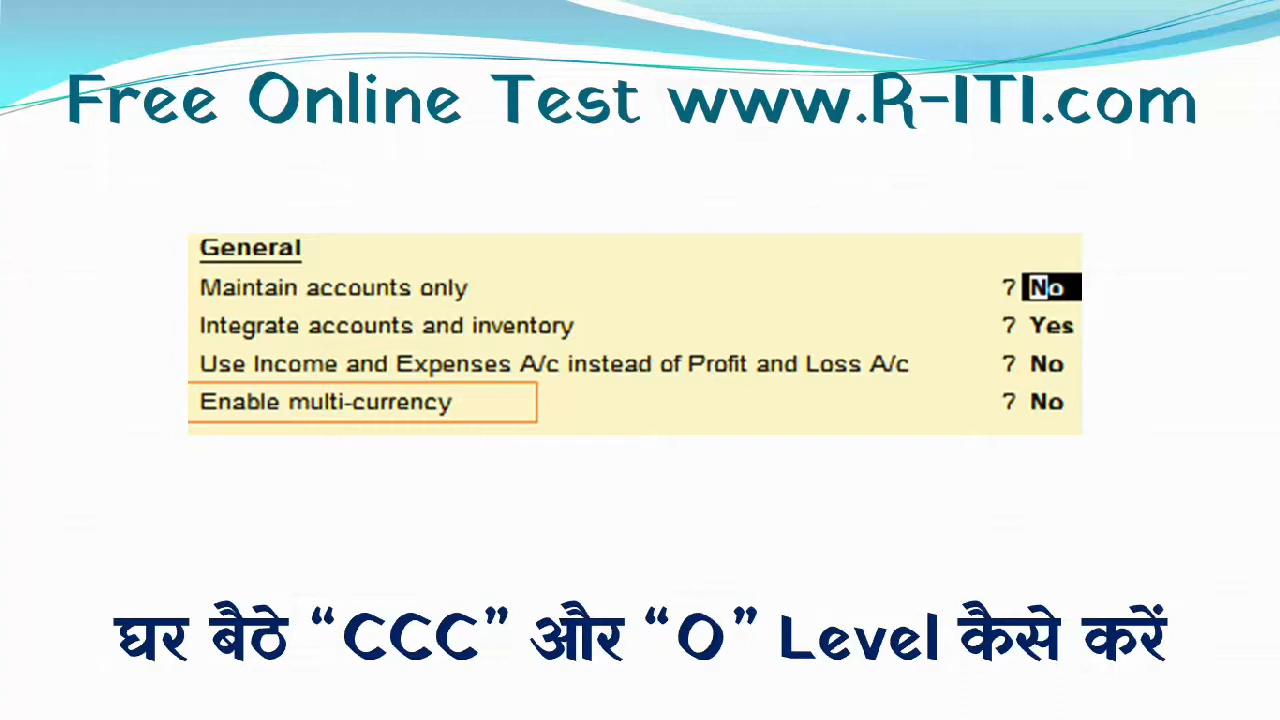 Free Online Test www.R-ITI.com
General
Maintain accounts only ? No
Integrate accounts and inventory ? Yes
Use Income and Expenses A/c instead of Profit and Loss A/c ? No
Enable multi-currency ? No
घर बैठे “CCC” और “O” Level कैसे करें